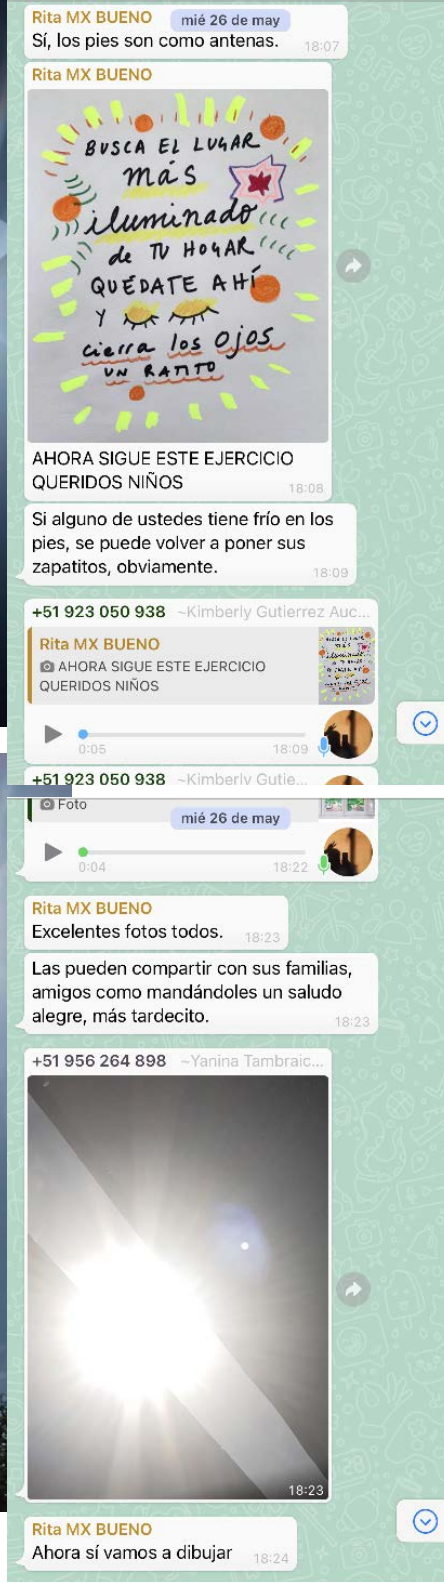 Rita MX BUENO
mié 26 de may
Sí, los pies son como antenas.
18:07
Rita MX BUENO
BUSCA EL LUGAR
más
iluminado
de TU HOGAR
QUÉDATE AHÍ
Y
cierra los ojos
UN RATITO
AHORA SIGUE ESTE EJERCICIO
QUERIDOS NIÑOS
18:08
Si alguno de ustedes tiene frío en los
pies, se puede volver a poner sus
zapatitos, obviamente.
18:09
+51 923 050 938 ~Kimberly Gutierrez Auc...
Rita MX BUENO
AHORA SIGUE ESTE EJERCICIO
QUERIDOS NIÑOS
0:05
18:09
+51 923 050 938 ~Kimberly Gutie...
Foto
mié 26 de may
0:04
18:22
Rita MX BUENO
Excelentes fotos todos.
18:23
Las pueden compartir con sus familias,
amigos como mandándoles un saludo
alegre, más tardecito.
18:23
+51 956 264 898 ~Yanina Tambraic...
18:23
Rita MX BUENO
Ahora sí vamos a dibujar
18:24